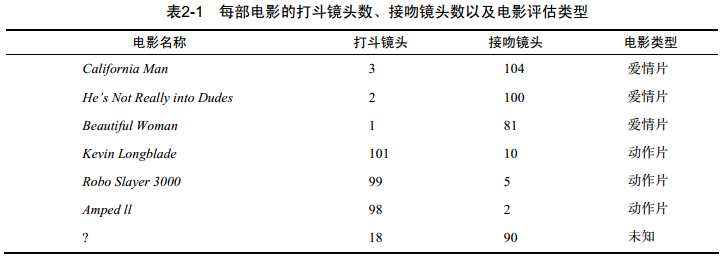 表2-1 每部电影的打斗镜头数、接吻镜头数以及电影评估类型
电影名称 打斗镜头 接吻镜头 电影类型
California Man 3 104 爱情片
He's Not Really into Dudes 2 100 爱情片
Beautiful Woman 1 81 爱情片
Kevin Longblade 101 10 动作片
Robo Slayer 3000 99 5 动作片
Amped ll 98 2 动作片
? 18 90 未知